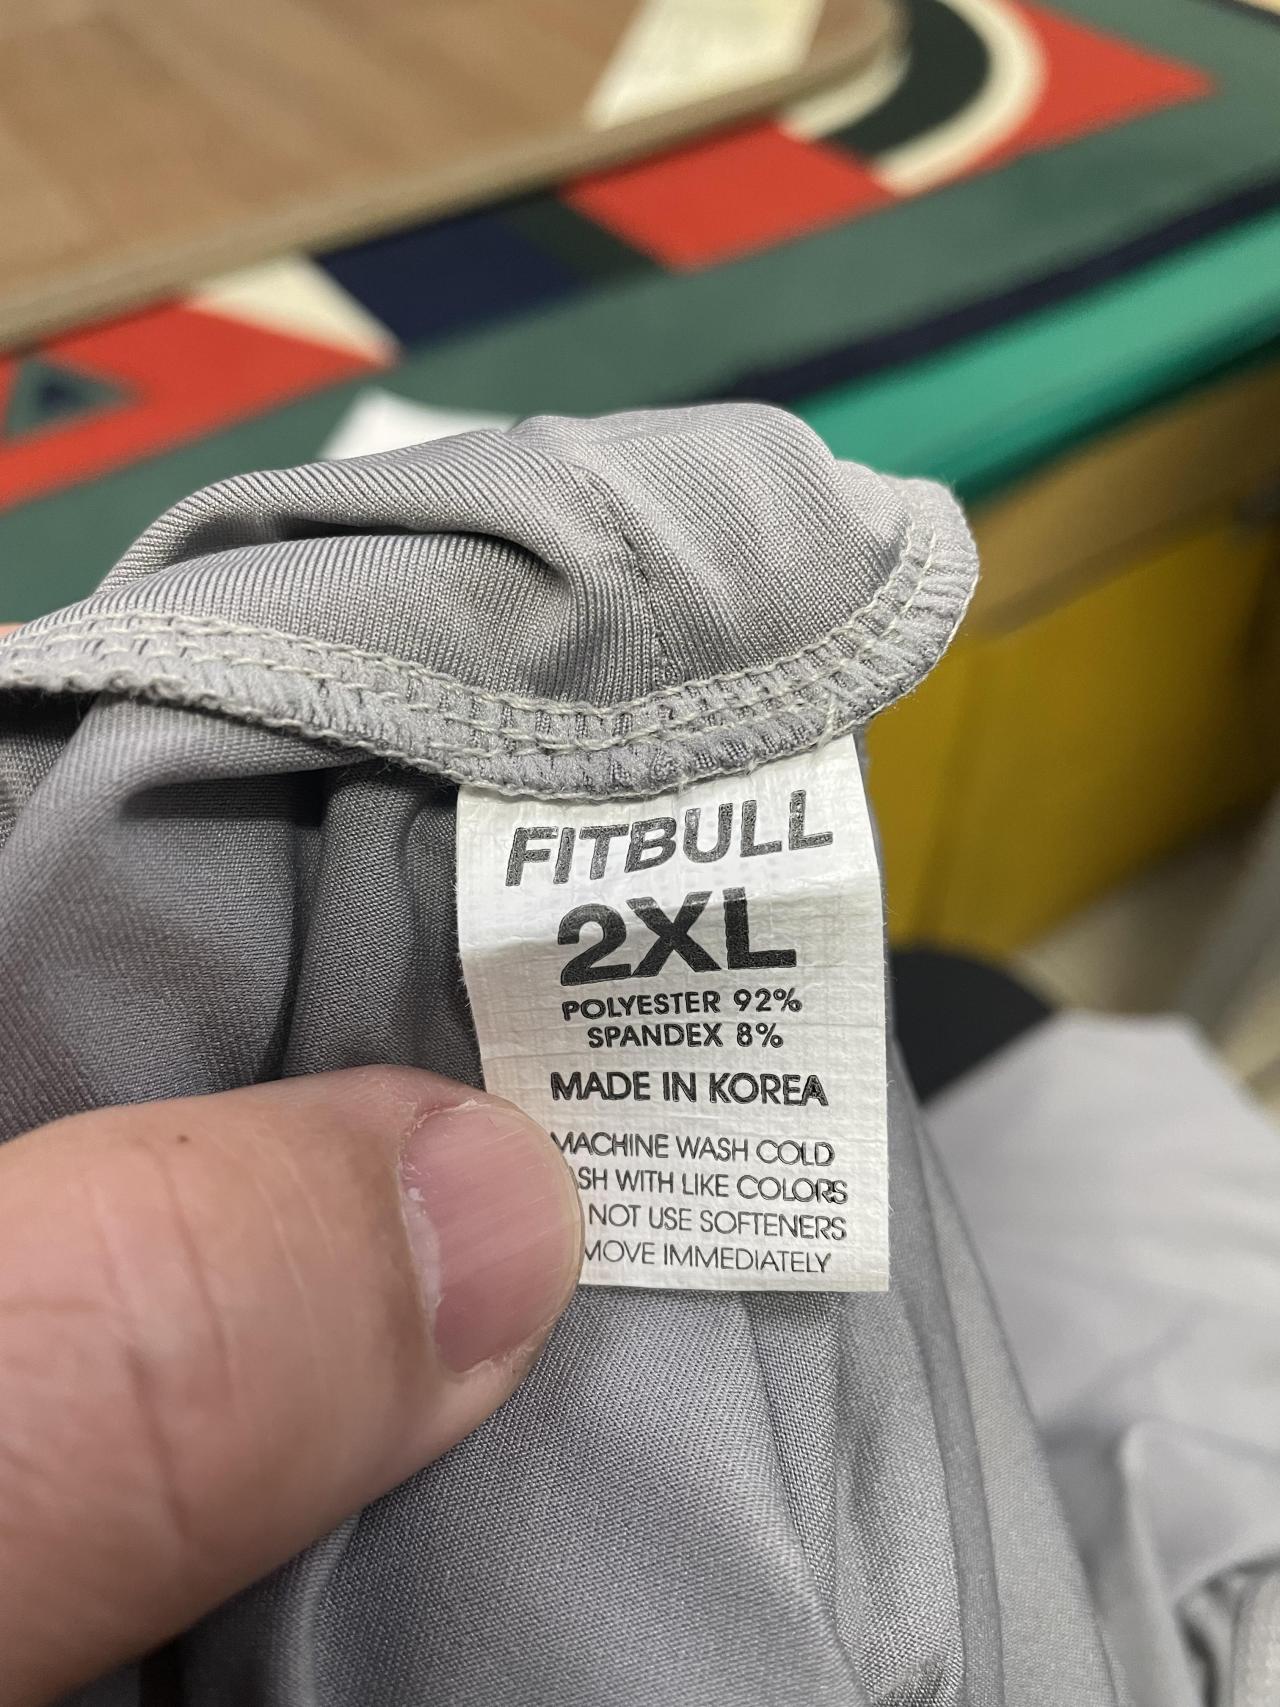 FITBULL
2XL
POLYESTER 92%
SPANDEX 8%
MADE IN KOREA
MACHINE WASH COLD
WITH LIKE COLORS
NOT USE SOFTENERS
IMMEDIATELY